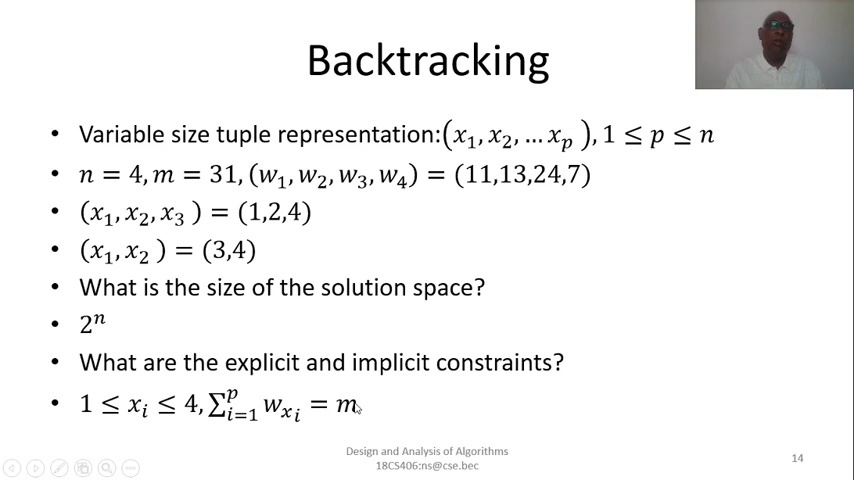 Backtracking
• Variable size tuple representation:(x₁, x₂, … xₚ ), 1 ≤ p ≤ n
• n = 4, m = 31, (w₁, w₂, w₃, w₄) = (11,13,24,7)
• (x₁, x₂, x₃ ) = (1,2,4)
• (x₁, x₂ ) = (3,4)
• What is the size of the solution space?
• 2ⁿ
• What are the explicit and implicit constraints?
• 1 ≤ xᵢ ≤ 4, ∑ᵢ₌₁ᵖ w_{xᵢ} = m
Design and Analysis of Algorithms
18CS406:ns@cse.bec
14